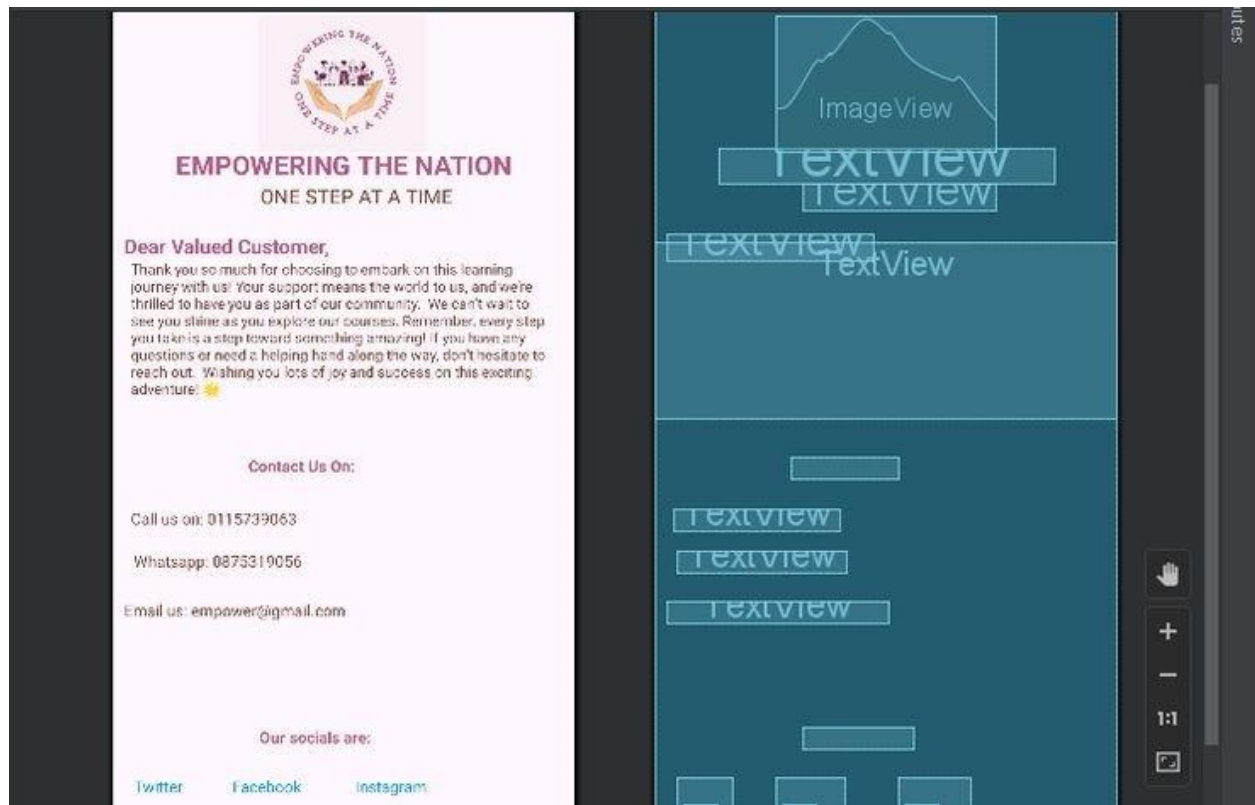 utes
EMPOWERING THE NATION
ONE STEP AT A TIME
EMPOWERING THE NATION
ONE STEP AT A TIME
Dear Valued Customer,
Thank you so much for choosing to embark on this learning
journey with us! Your support means the world to us, and we're
thrilled to have you as part of our community.  We can't wait to
see you shine as you explore our courses. Remember, every step
you take is a step toward something amazing! If you have any
questions or need a helping hand along the way, don't hesitate to
reach out.  Wishing you lots of joy and success on this exciting
adventure! 🌟
Contact Us On:
Call us on: 0115739063
Whatsapp: 0875319056
Email us: empower@gmail.com
Our socials are:
Twitter Facebook Instagram
ImageView
TextView
TextView
TextView
TextView
TextView
TextView
TextView
1:1